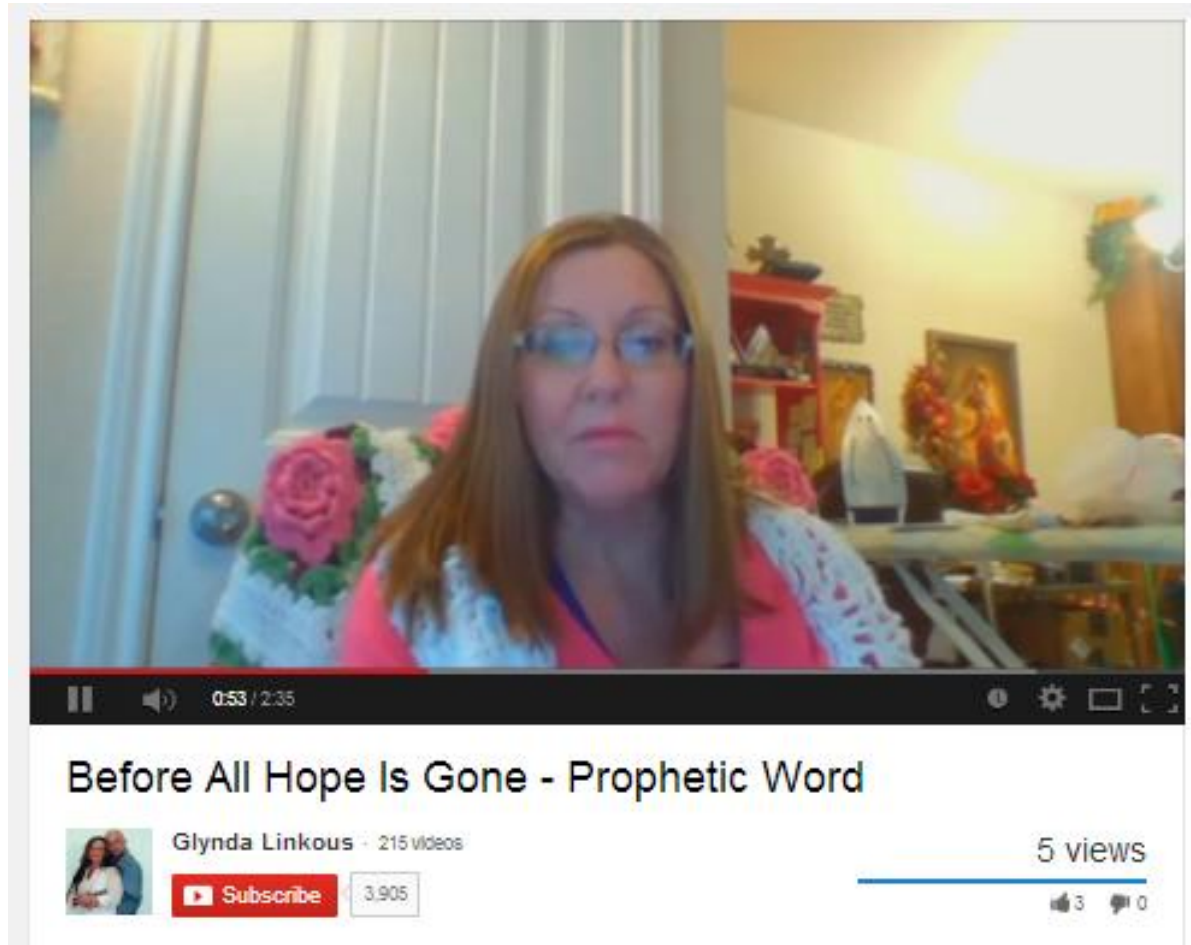 0:53 / 2:35
Before All Hope Is Gone - Prophetic Word
Glynda Linkous · 215 videos
5 views
Subscribe 3,905
3 0